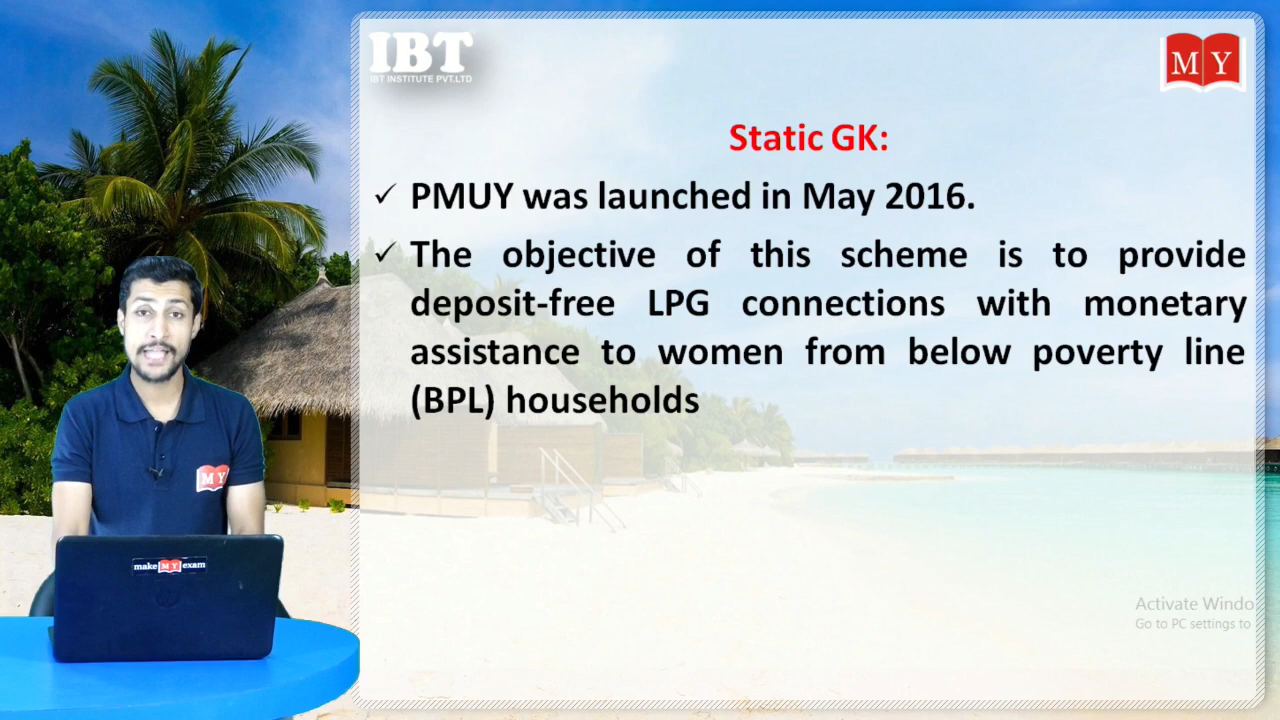 IBT
IBT INSTITUTE PVT.LTD
M Y
Static GK:
✓ PMUY was launched in May 2016.
✓ The objective of this scheme is to provide
deposit-free LPG connections with monetary
assistance to women from below poverty line
(BPL) households
M Y
make M Y exam
Activate Windo
Go to PC settings to